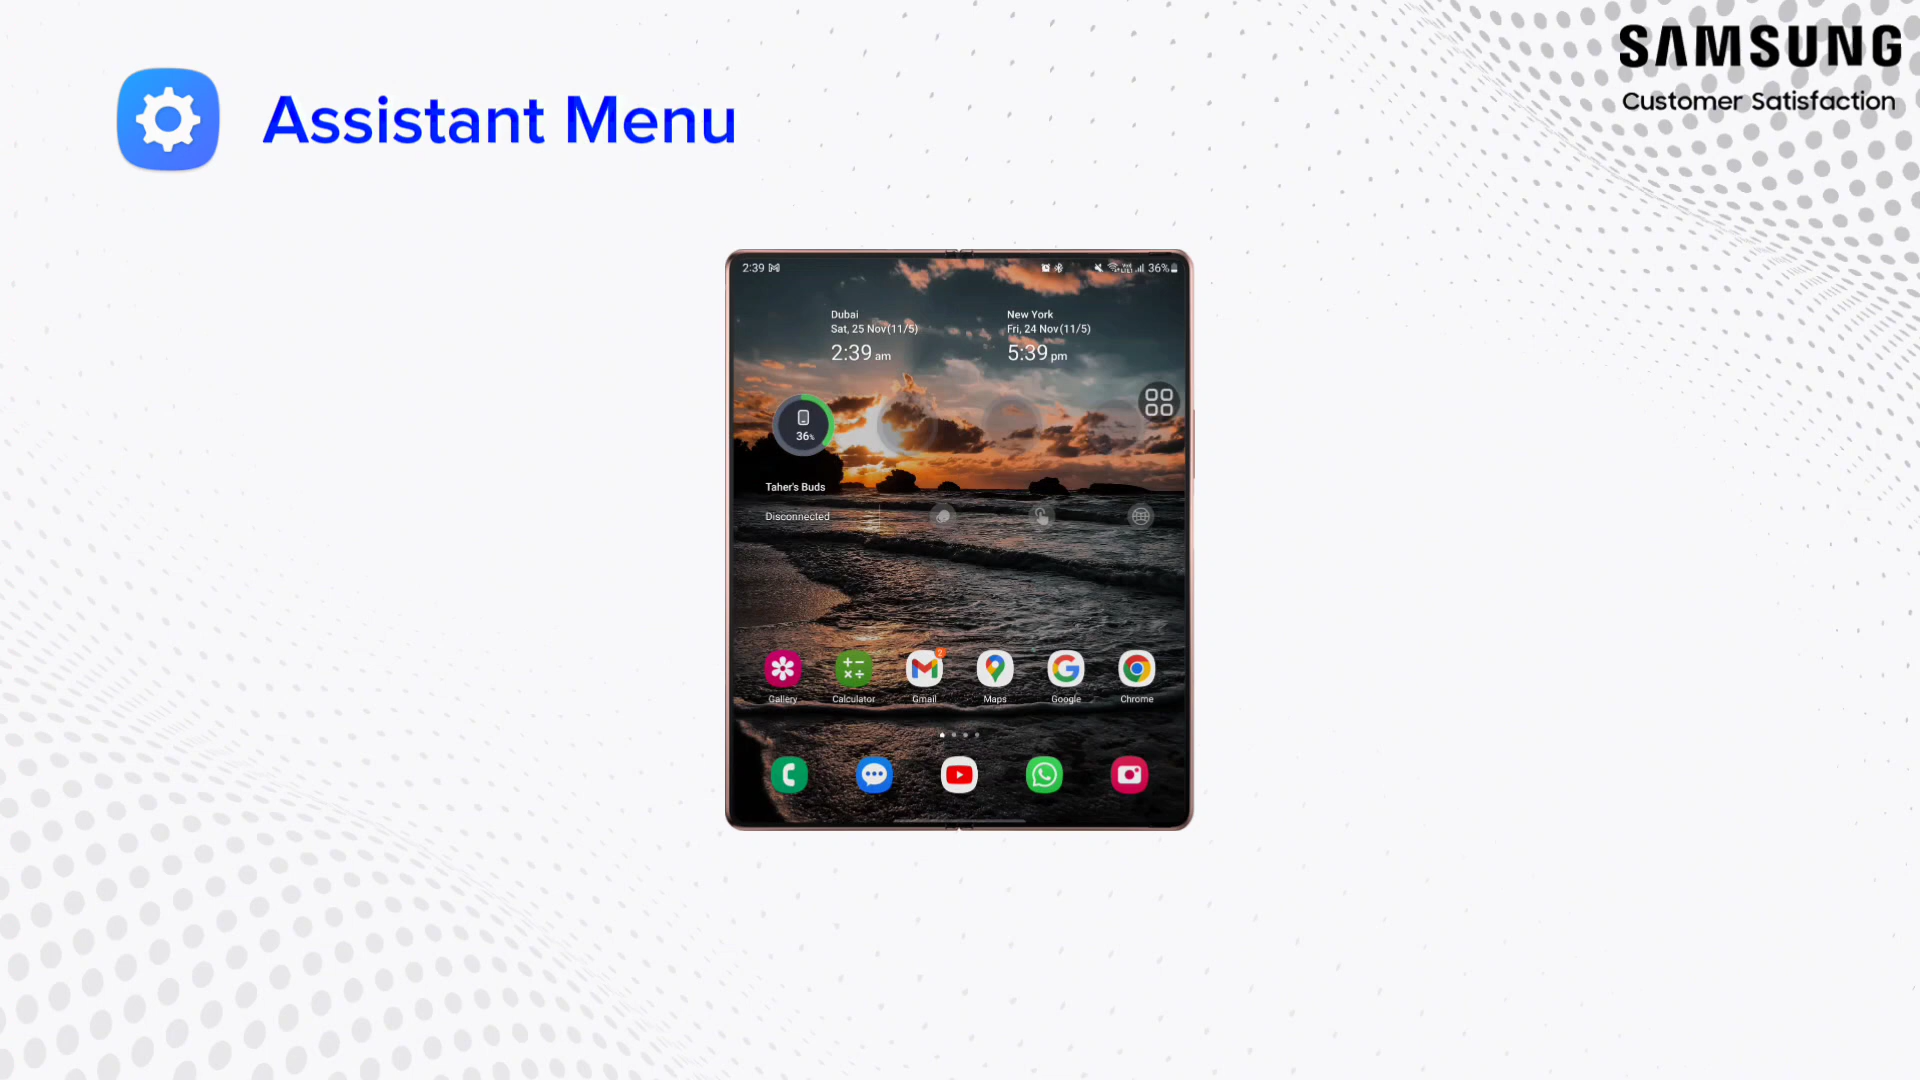 SAMSUNG
Customer Satisfaction
Assistant Menu
2:39
36%
Dubai
Sat, 25 Nov(11/5)
2:39 am
New York
Fri, 24 Nov(11/5)
5:39 pm
36%
Taher's Buds
Disconnected
2
Gallery
Calculator
Gmail
Maps
Google
Chrome